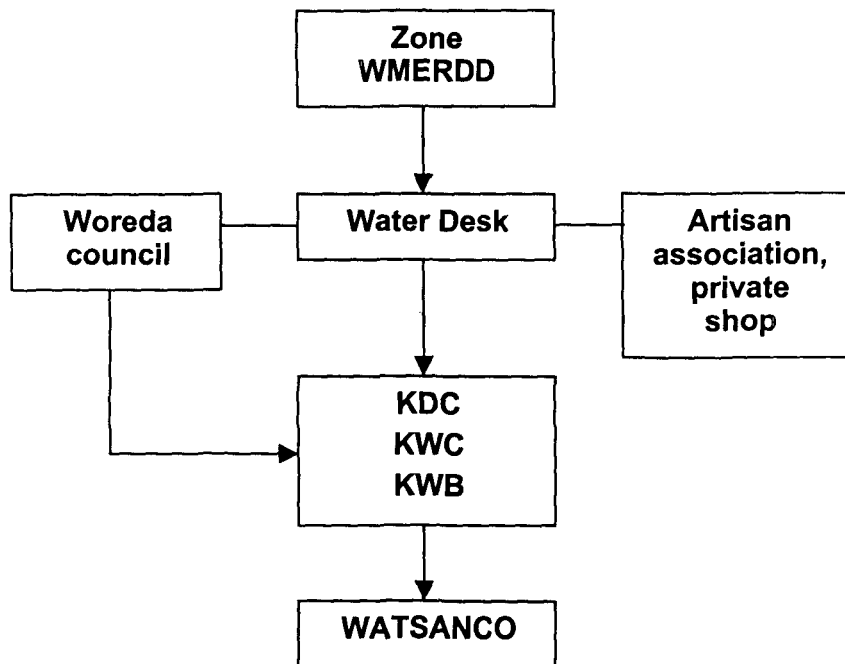 Zone
WMERDD
Woreda
council
Water Desk
Artisan
association,
private
shop
KDC
KWC
KWB
WATSANCO